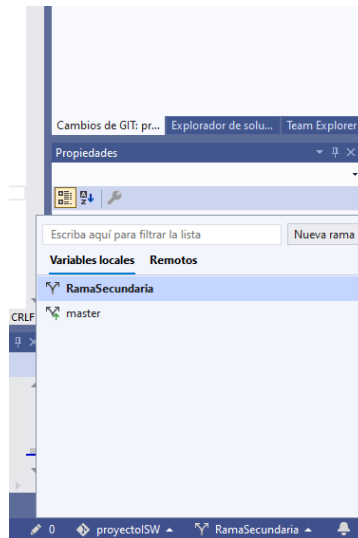 Cambios de GIT: pr... Explorador de solu... Team Explorer
Propiedades
Escriba aquí para filtrar la lista Nueva rama
Variables locales Remotos
RamaSecundaria
master
CRLF
0 proyectoISW RamaSecundaria